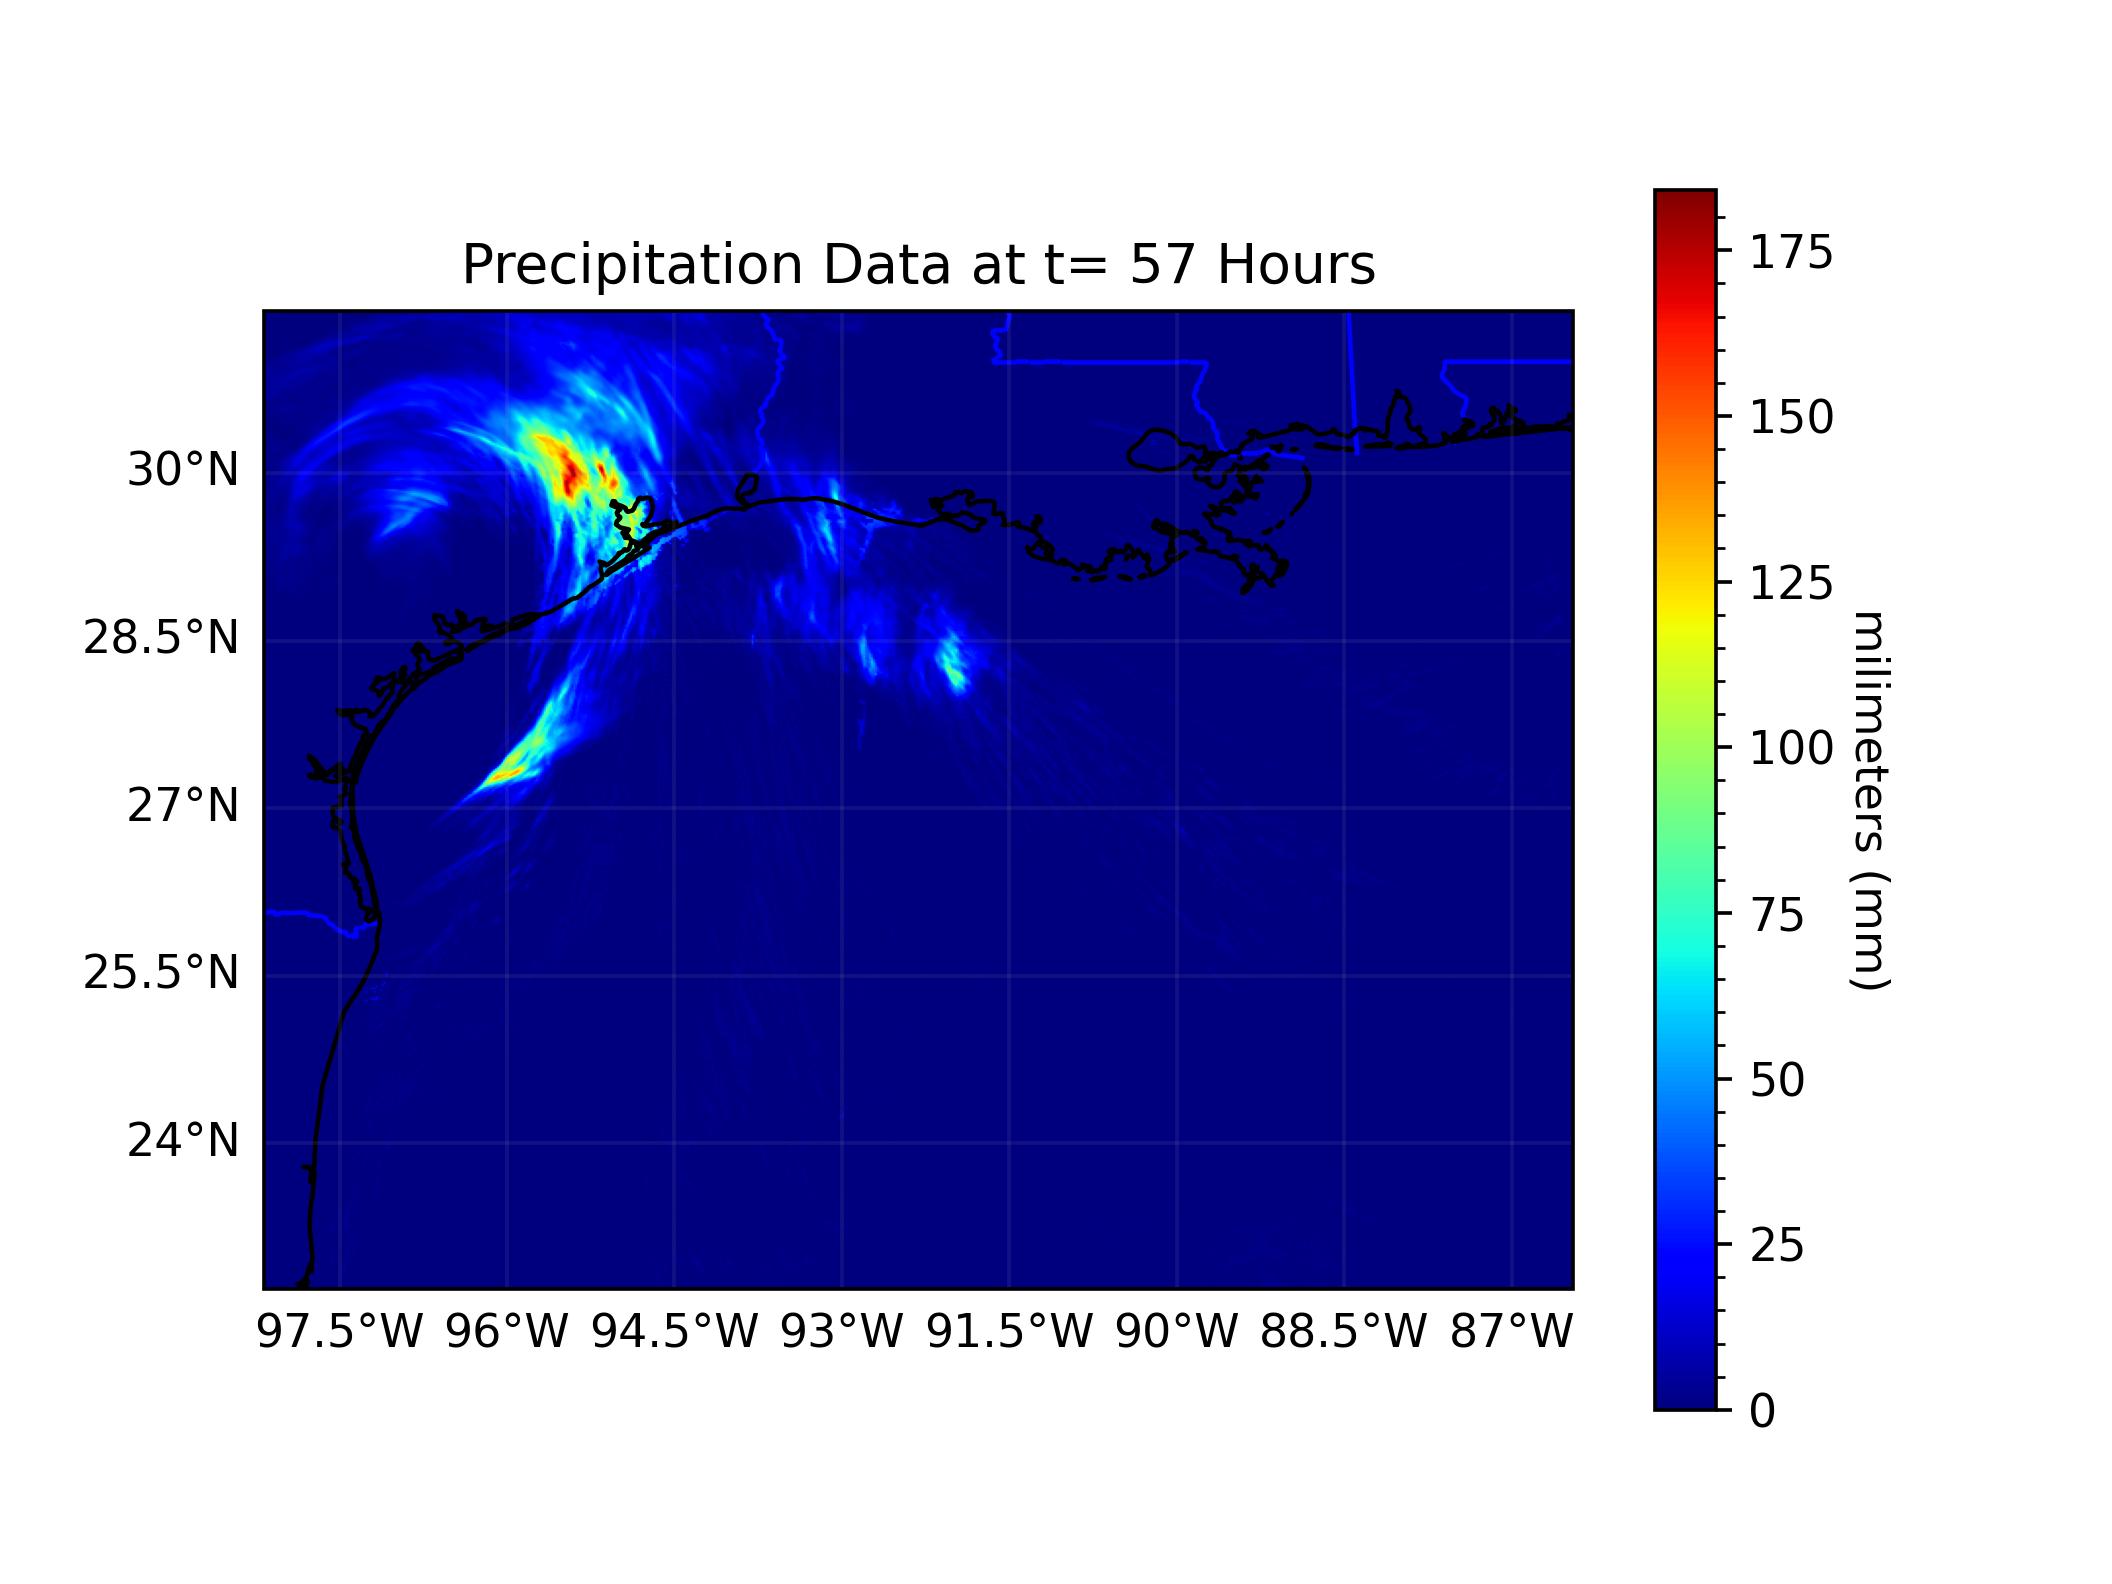 Precipitation Data at t= 57 Hours
30°N
28.5°N
27°N
25.5°N
24°N
97.5°W 96°W 94.5°W 93°W 91.5°W 90°W 88.5°W 87°W
175
150
125
100
75
50
25
0
millimeters (mm)